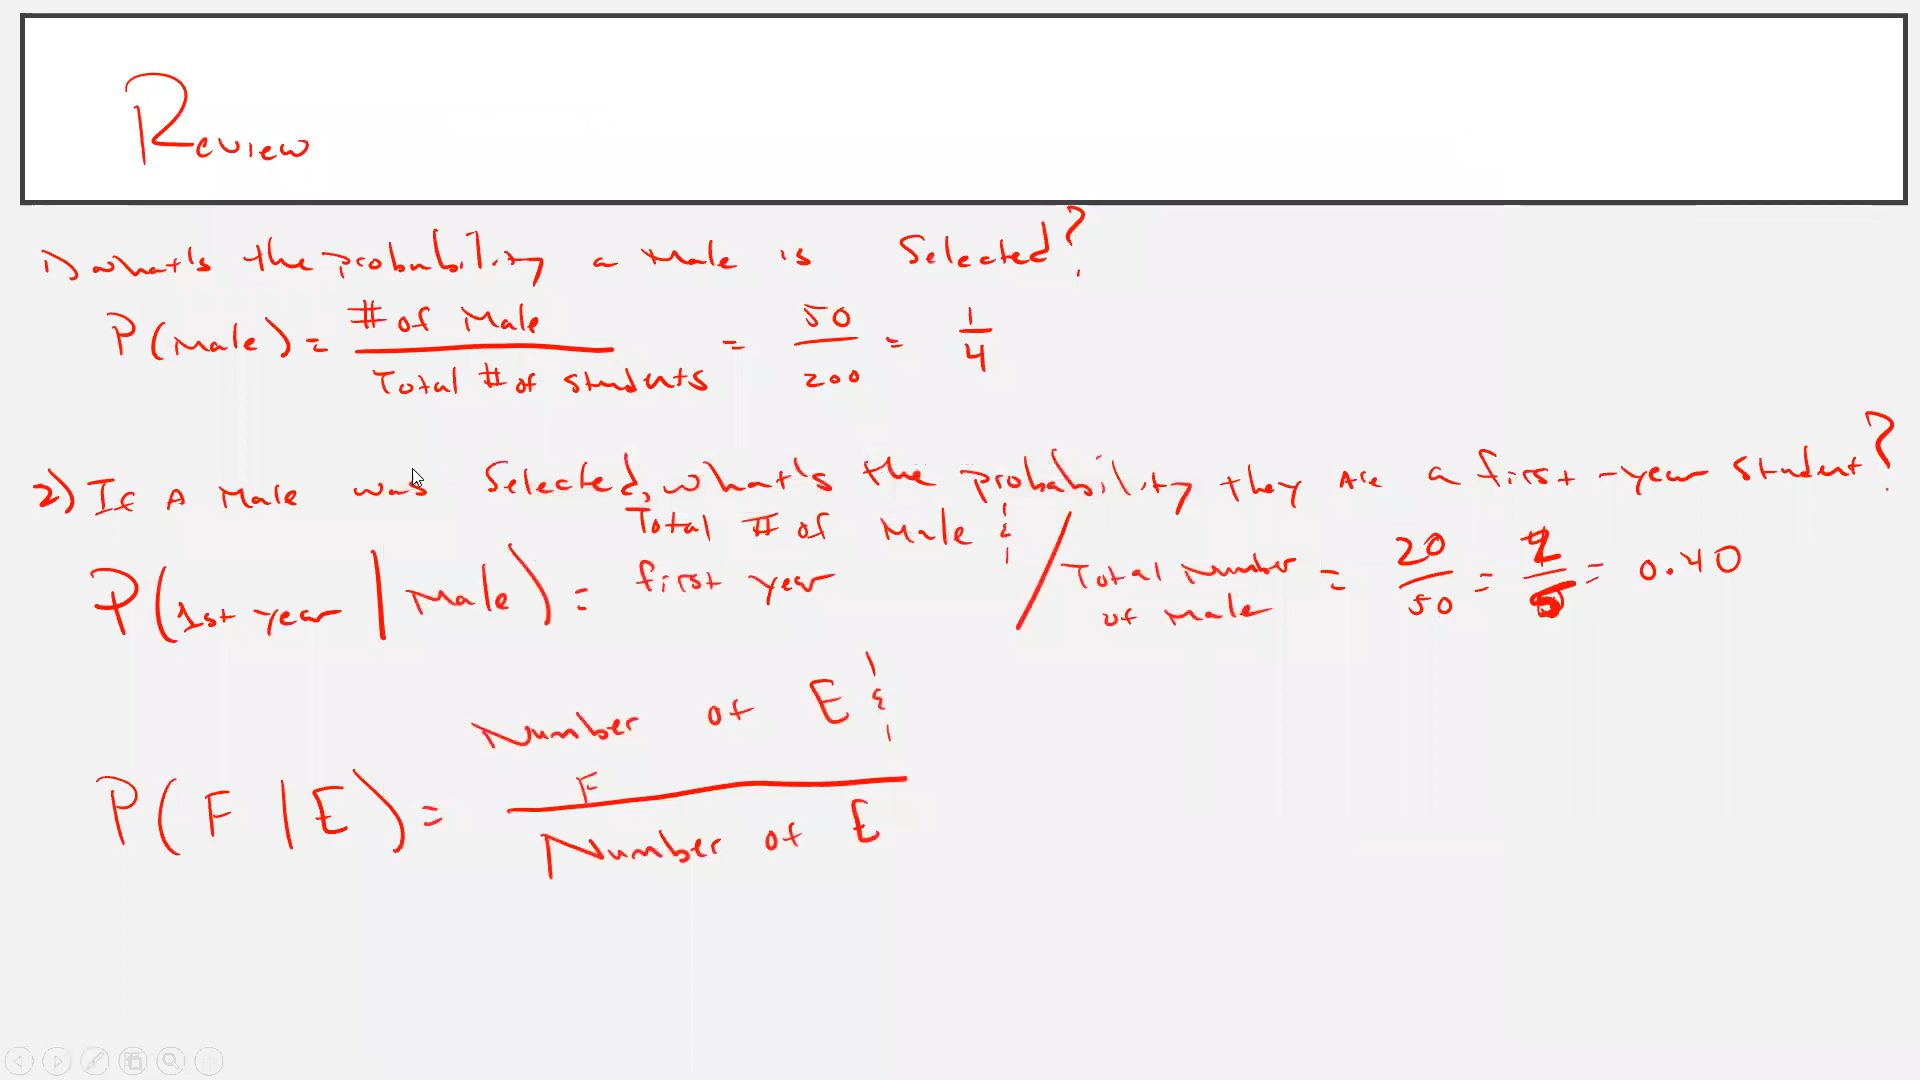 Review
1) what's the probability a Male is Selected?
P(Male) = # of Male / Total # of students = 50/200 = 1/4
2) If A Male was Selected, what's the probability they Are a first-year student?
P(1st year | Male) = Total # of Male & first year / Total Number of Male = 20/50 = 2/5 = 0.40
P(F | E) = Number of E & F / Number of E